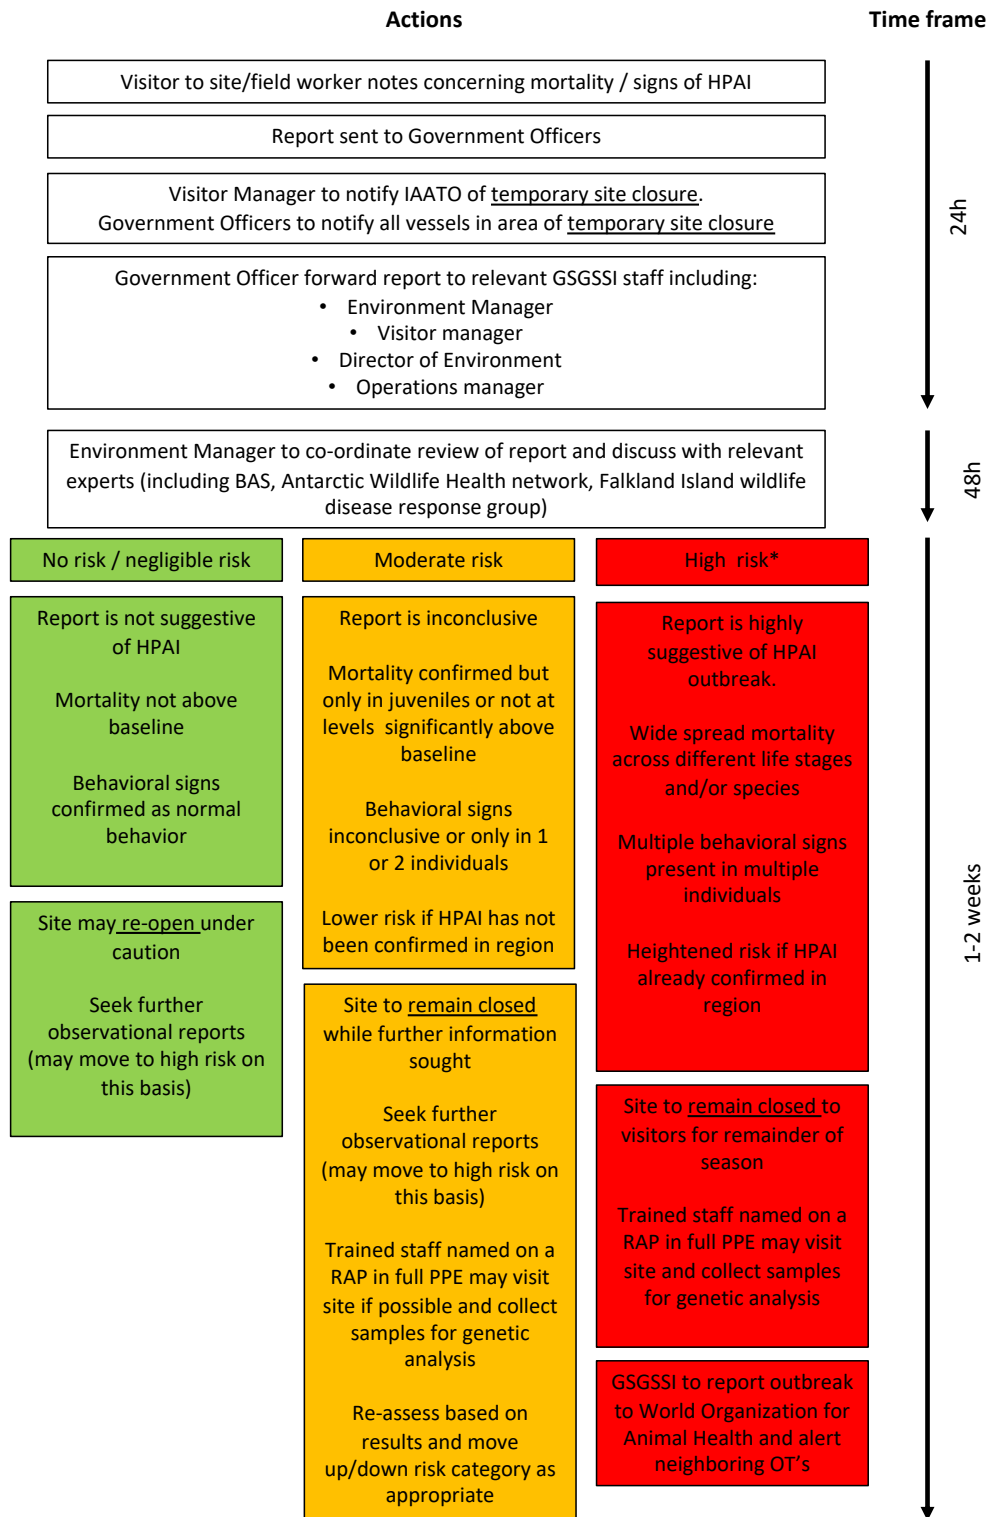 Actions
Time frame
Visitor to site/field worker notes concerning mortality / signs of HPAI
Report sent to Government Officers
Visitor Manager to notify IAATO of temporary site closure.
Government Officers to notify all vessels in area of temporary site closure
Government Officer forward report to relevant GSGSSI staff including:
• Environment Manager
• Visitor manager
• Director of Environment
• Operations manager
24h
Environment Manager to co-ordinate review of report and discuss with relevant
experts (including BAS, Antarctic Wildlife Health network, Falkland Island wildlife
disease response group)
48h
No risk / negligible risk
Report is not suggestive
of HPAI
Mortality not above
baseline
Behavioral signs
confirmed as normal
behavior
Site may re-open under
caution
Seek further
observational reports
(may move to high risk on
this basis)
Moderate risk
Report is inconclusive
Mortality confirmed but
only in juveniles or not at
levels significantly above
baseline
Behavioral signs
inconclusive or only in 1
or 2 individuals
Lower risk if HPAI has not
been confirmed in region
Site to remain closed
while further information
sought
Seek further
observational reports
(may move to high risk on
this basis)
Trained staff named on a
RAP in full PPE may visit
site if possible and collect
samples for genetic
analysis
Re-assess based on
results and move
up/down risk category as
appropriate
High risk*
Report is highly
suggestive of HPAI
outbreak.
Wide spread mortality
across different life stages
and/or species
Multiple behavioral signs
present in multiple
individuals
Heightened risk if HPAI
already confirmed in
region
Site to remain closed to
visitors for remainder of
season
Trained staff named on a
RAP in full PPE may visit
site and collect samples
for genetic analysis
GSGSSI to report outbreak
to World Organization for
Animal Health and alert
neighboring OT's
1-2 weeks